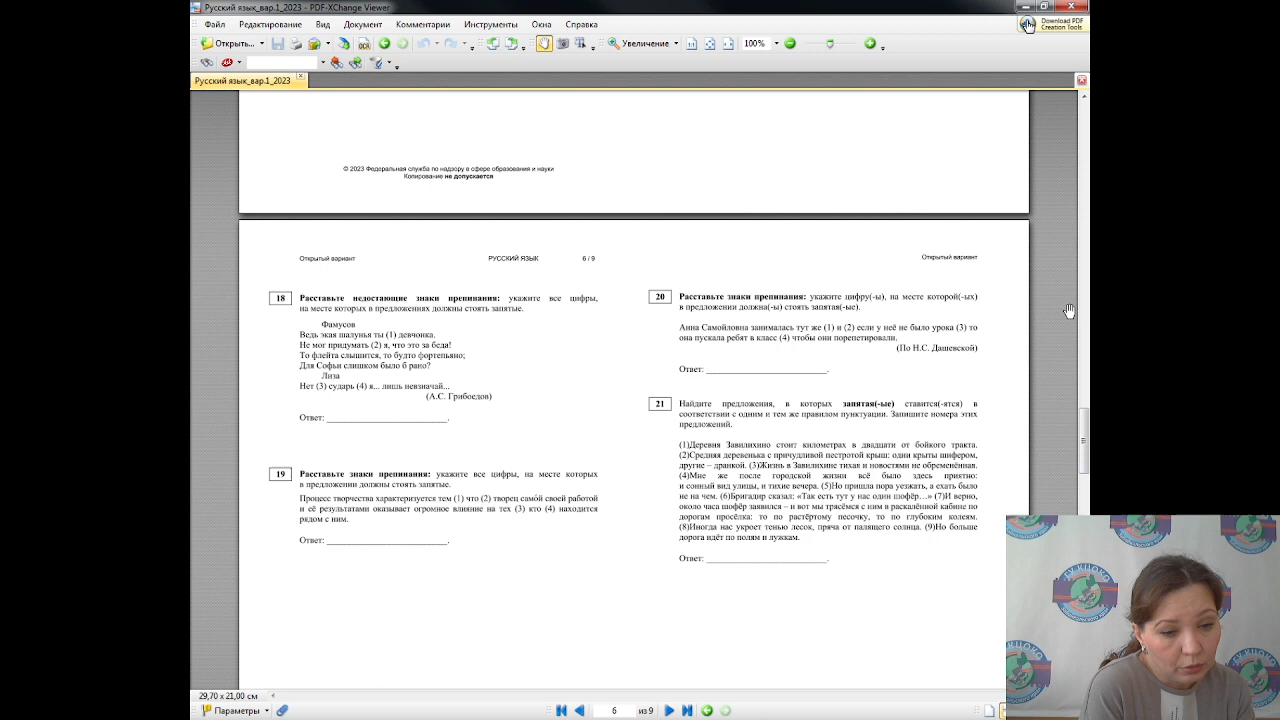 Русский язык_вар.1_2023 - PDF-XChange Viewer
Файл Редактирование Вид Документ Комментарии Инструменты Окна Справка
Download PDF Creation Tools
Открыть... OCR Увеличение 100%
Русский язык_вар.1_2023
© 2023 Федеральная служба по надзору в сфере образования и науки
Копирование не допускается
Открытый вариант РУССКИЙ ЯЗЫК 6 / 9
18 Расставьте недостающие знаки препинания: укажите все цифры,
на месте которых в предложениях должны стоять запятые.
Фамусов
Ведь экая шалунья ты (1) девчонка.
Не мог придумать (2) я, что это за беда!
То флейта слышится, то будто фортепьяно;
Для Софьи слишком было б рано?
Лиза
Нет (3) сударь (4) я... лишь невзначай...
(А.С. Грибоедов)
Ответ: ___________________________.
19 Расставьте знаки препинания: укажите все цифры, на месте которых
в предложении должны стоять запятые.
Процесс творчества характеризуется тем (1) что (2) творец само́й своей работой
и её результатами оказывает огромное влияние на тех (3) кто (4) находится
рядом с ним.
Ответ: ___________________________.
Открытый вариант
20 Расставьте знаки препинания: укажите цифру(-ы), на месте которой(-ых)
в предложении должна(-ы) стоять запятая(-ые).
Анна Самойловна занималась тут же (1) и (2) если у неё не было урока (3) то
она пускала ребят в класс (4) чтобы они порепетировали.
(По Н.С. Дашевской)
Ответ: ___________________________.
21 Найдите предложения, в которых запятая(-ые) ставится(-ятся) в
соответствии с одним и тем же правилом пунктуации. Запишите номера этих
предложений.
(1)Деревня Завилихино стоит километрах в двадцати от бойкого тракта.
(2)Средняя деревенька с причудливой пестротой крыш: одни крыты шифером,
другие – дранкой. (3)Жизнь в Завилихине тихая и новостями не обременённая.
(4)Мне же после городской жизни всё было здесь приятно:
и сонный вид улицы, и тихие вечера. (5)Но пришла пора уезжать, а ехать было
не на чем. (6)Бригадир сказал: «Так есть тут у нас один шофёр…» (7)И верно,
около часа шофёр заявился – и вот мы трясёмся с ним в раскалённой кабине по
дорогам просёлка: то по растёртому песочку, то по глубоким колеям.
(8)Иногда нас укроет тенью лесок, пряча от палящего солнца. (9)Но больше
дорога идёт по полям и лужкам.
Ответ: ___________________________.
29,70 x 21,00 см
Параметры 6 из 9